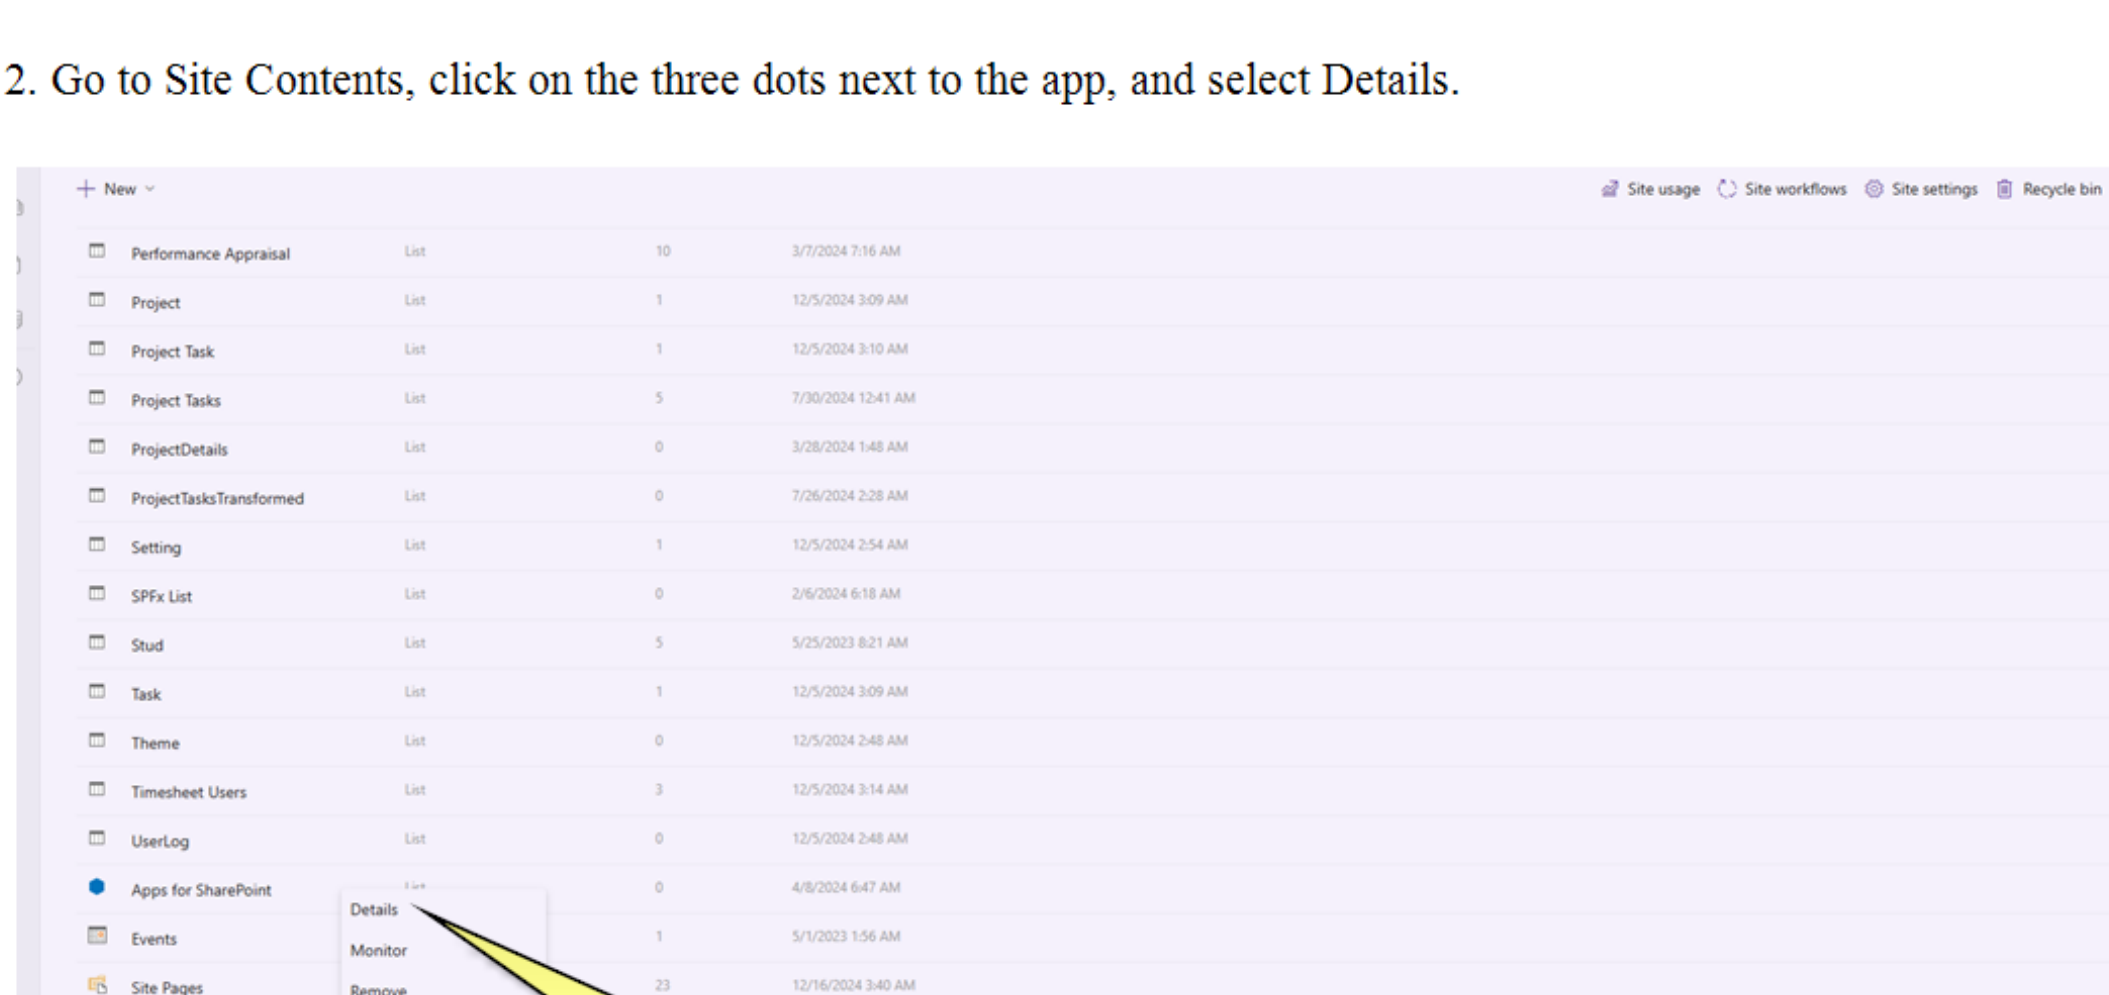 2. Go to Site Contents, click on the three dots next to the app, and select Details.
New
Site usage Site workflows Site settings Recycle bin
Performance Appraisal List 10 3/7/2024 7:16 AM
Project List 1 12/5/2024 3:09 AM
Project Task List 1 12/5/2024 3:10 AM
Project Tasks List 5 7/30/2024 12:41 AM
ProjectDetails List 0 3/28/2024 1:48 AM
ProjectTasksTransformed List 0 7/26/2024 2:28 AM
Setting List 1 12/5/2024 2:54 AM
SPFx List List 0 2/6/2024 6:18 AM
Stud List 5 5/25/2023 8:21 AM
Task List 1 12/5/2024 3:09 AM
Theme List 0 12/5/2024 2:48 AM
Timesheet Users List 3 12/5/2024 3:14 AM
UserLog List 0 12/5/2024 2:48 AM
Apps for SharePoint List 0 4/8/2024 6:47 AM
Details
Events 1 5/1/2023 1:56 AM
Monitor
Site Pages 23 12/16/2024 3:40 AM
Remove